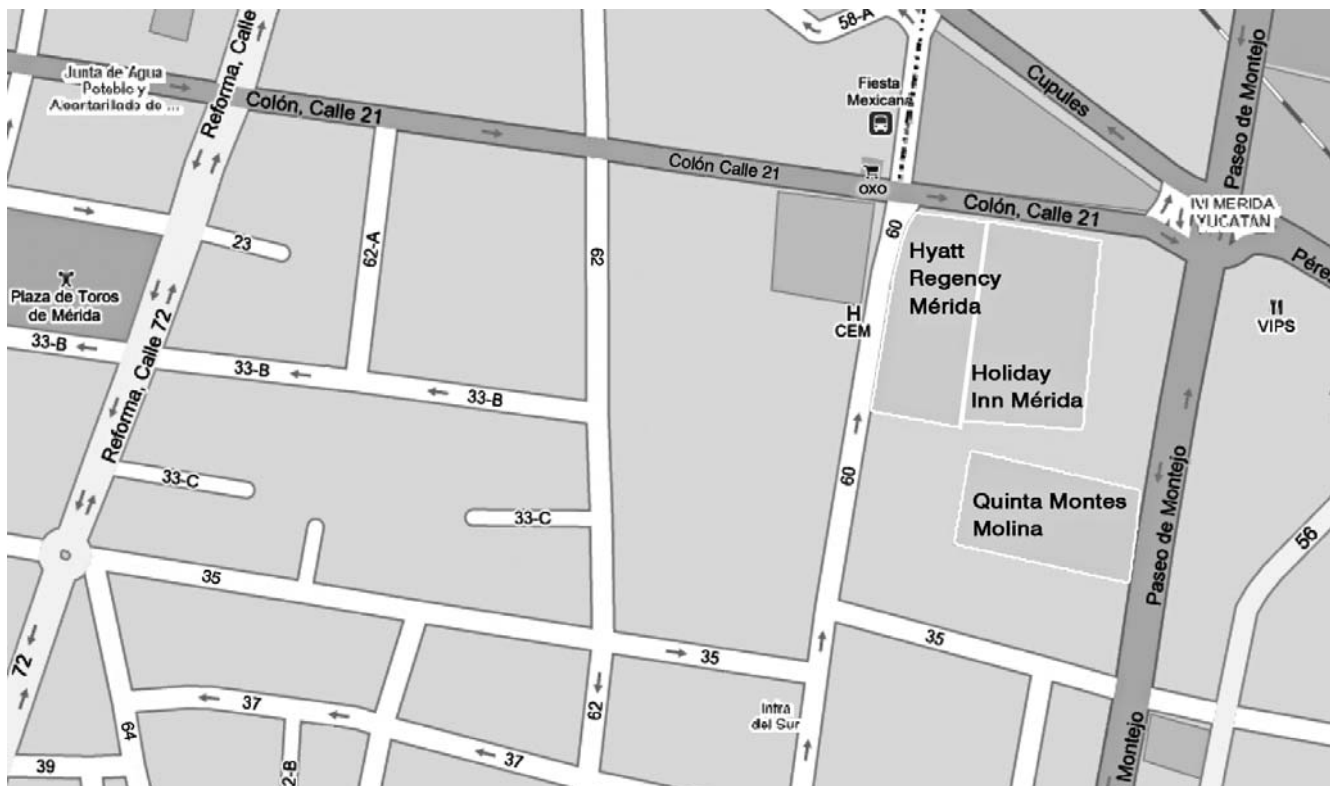 58-A
Reforma, Calle
Cupules
Paseo de Montejo
Junta de Agua
Potable y
Alcantarillado de ...
Fiesta
Mexicana
Colón, Calle 21
Colón Calle 21
OXO
Colón, Calle 21
IVI MERIDA
YUCATAN
23
62-A
62
60
Hyatt
Regency
Mérida
Pérez
Plaza de Toros
de Mérida
H
CEM
VIPS
33-B
33-B
33-B
Reforma, Calle 72
Holiday
Inn Mérida
33-C
33-C
60
Quinta Montes
Molina
Paseo de Montejo
56
35
35
35
72
37
37
62
64
Infra
del Sur
39
2-B
Montejo